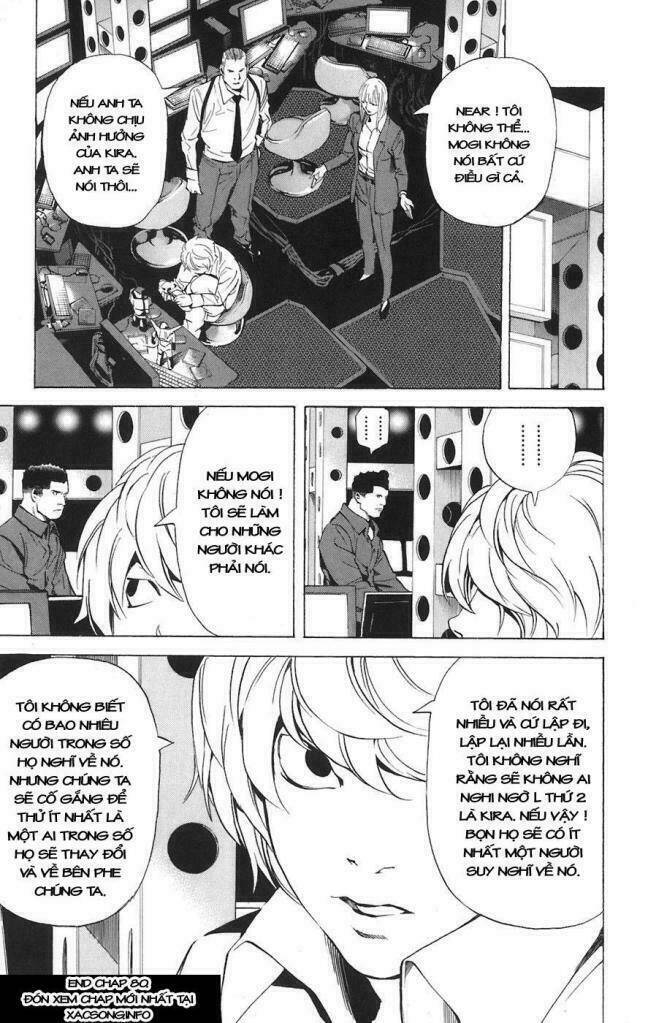 NEAR ! TÔI
KHÔNG THỂ...
MOGI KHÔNG
NÓI BẤT CỨ
ĐIỀU GÌ CẢ.
NẾU ANH TA
KHÔNG CHỊU
ẢNH HƯỞNG
CỦA KIRA.
ANH TA SẼ
NÓI THÔI...
NẾU MOGI
KHÔNG NÓI !
TÔI SẼ LÀM
CHO NHỮNG
NGƯỜI KHÁC
PHẢI NÓI.
TÔI ĐÃ NÓI RẤT
NHIỀU VÀ CỨ LẬP ĐI,
LẬP LẠI NHIỀU LẦN.
TÔI KHÔNG NGHĨ
RẰNG SẼ KHÔNG AI
NGHI NGỜ L THỨ 2
LÀ KIRA. NẾU VẬY !
BỌN HỌ SẼ CÓ ÍT
NHẤT MỘT NGƯỜI
SUY NGHĨ VỀ NÓ.
TÔI KHÔNG BIẾT
CÓ BAO NHIÊU
NGƯỜI TRONG SỐ
HỌ NGHĨ VỀ NÓ.
NHƯNG CHÚNG TA
SẼ CỐ GẮNG ĐỂ
THỬ ÍT NHẤT LÀ
MỘT AI TRONG SỐ
HỌ SẼ THAY ĐỔI
VÀ VỀ BÊN PHE
CHÚNG TA.
END CHAP 8Q
ĐÓN XEM CHAP MỚI NHẤT TẠI
XACSONG.INFO